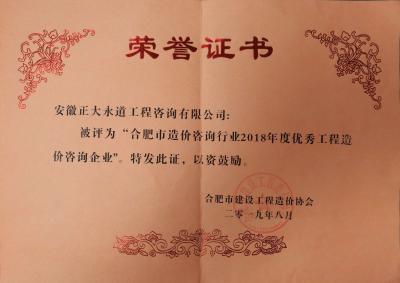 荣誉证书
安徽正大永道工程咨询有限公司:
被评为“合肥市造价咨询行业2018年度优秀工程造
价咨询企业”。特发此证，以资鼓励。
合肥市建设工程造价协会
二〇一九年八月